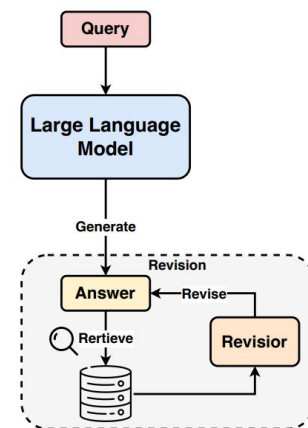 Query
Large Language
Model
Generate
Revision
Answer
Revise
Rertieve
Revisior